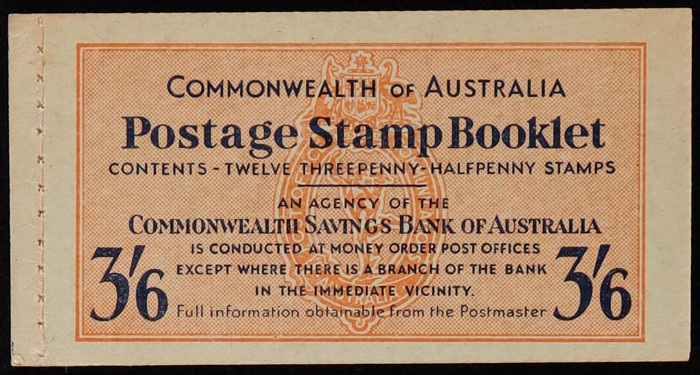 COMMONWEALTH OF AUSTRALIA
Postage Stamp Booklet
CONTENTS - TWELVE THREEPENNY - HALFPENNY STAMPS
AN AGENCY OF THE
COMMONWEALTH SAVINGS BANK OF AUSTRALIA
IS CONDUCTED AT MONEY ORDER POST OFFICES
EXCEPT WHERE THERE IS A BRANCH OF THE BANK
IN THE IMMEDIATE VICINITY.
Full information obtainable from the Postmaster
3'6
3'6